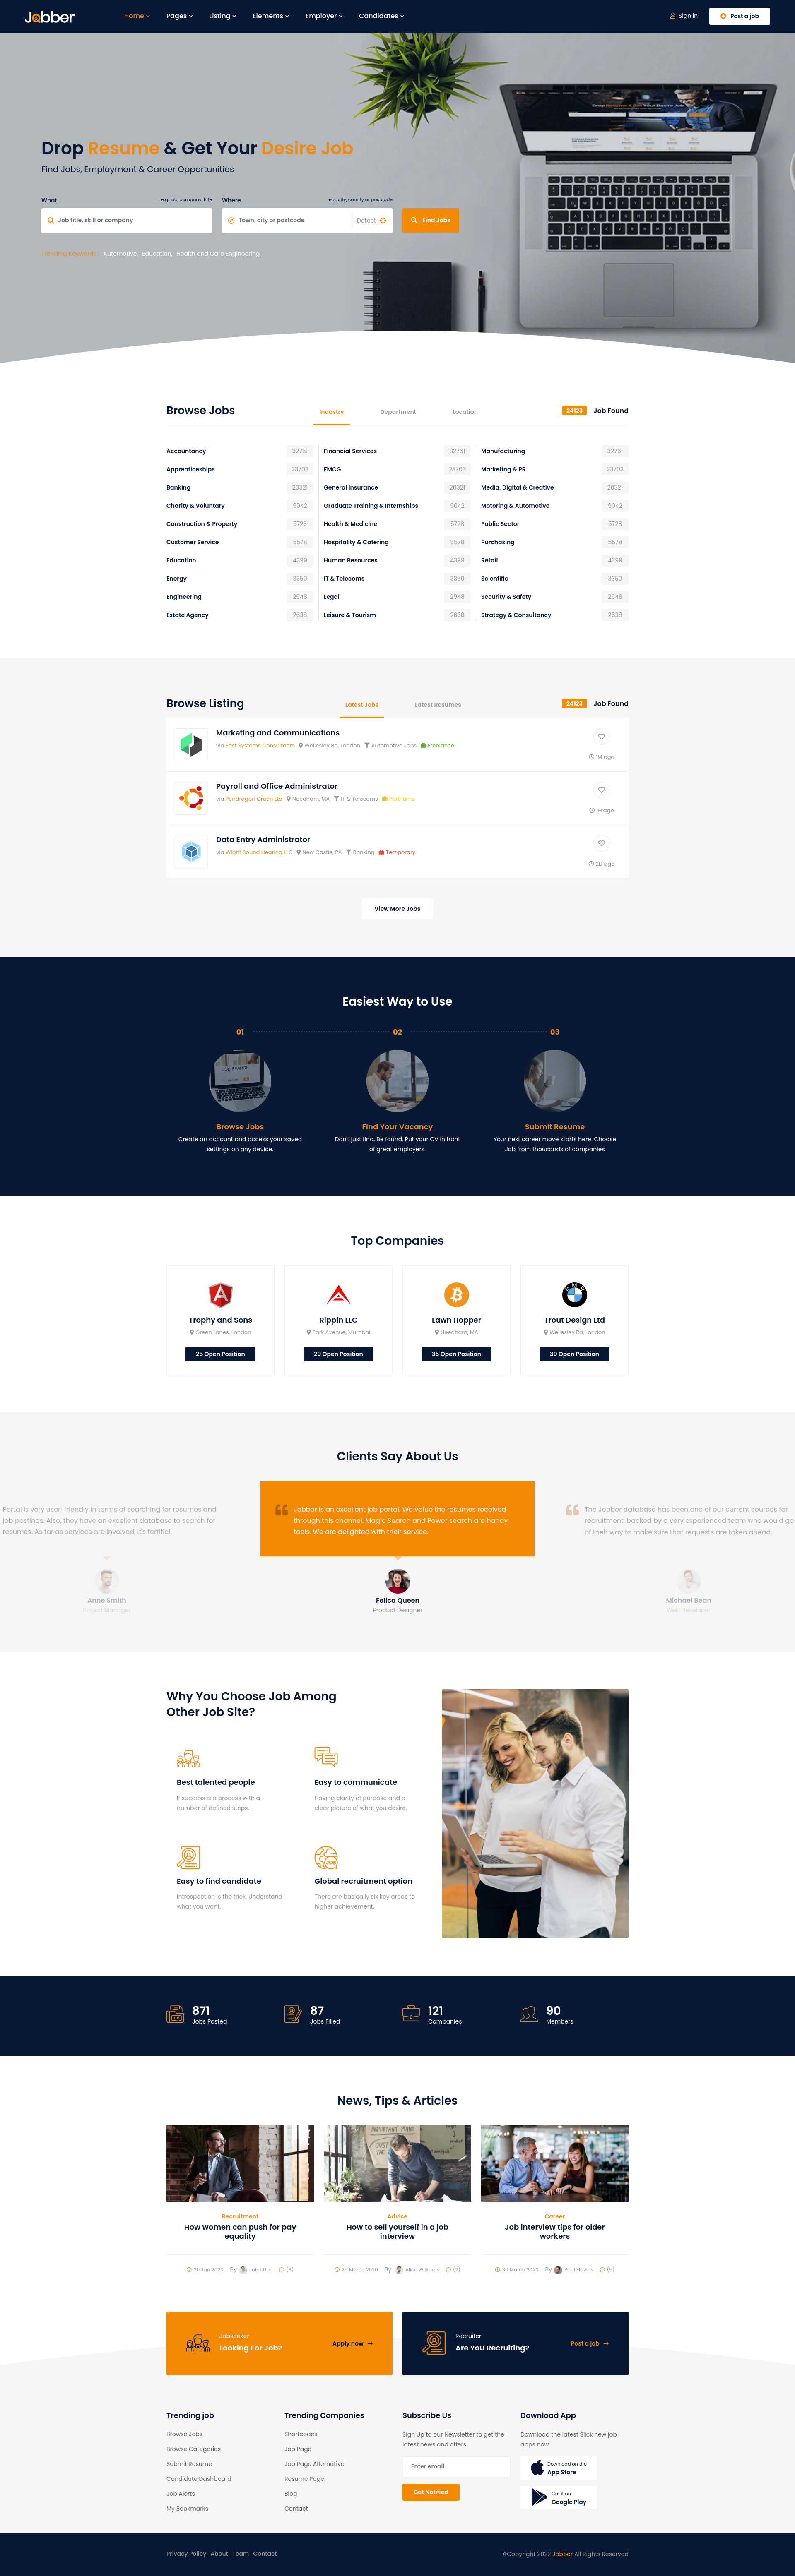 Jobber
Home Pages Listing Elements Employer Candidates
Sign in
Post a job
Drop Resume & Get Your Desire Job
Find Jobs, Employment & Career Opportunities
What e.g. job, company, title
Where e.g. city, county or postcode
Job title, skill or company
Town, city or postcode
Detect
Find Jobs
Trending Keywords : Automotive, Education, Health and Care Engineering
Browse Jobs
Industry Department Location
24123 Job Found
Accountancy 32761
Apprenticeships 23703
Banking 20321
Charity & Voluntary 9042
Construction & Property 5728
Customer Service 5578
Education 4399
Energy 3350
Engineering 2948
Estate Agency 2638
Financial Services 32761
FMCG 23703
General Insurance 20321
Graduate Training & Internships 9042
Health & Medicine 5728
Hospitality & Catering 5578
Human Resources 4399
IT & Telecoms 3350
Legal 2948
Leisure & Tourism 2638
Manufacturing 32761
Marketing & PR 23703
Media, Digital & Creative 20321
Motoring & Automotive 9042
Public Sector 5728
Purchasing 5578
Retail 4399
Scientific 3350
Security & Safety 2948
Strategy & Consultancy 2638
Browse Listing
Latest Jobs Latest Resumes
24123 Job Found
Marketing and Communications
via Fast Systems Consultants Wellesley Rd, London Automotive Jobs Freelance
1M ago
Payroll and Office Administrator
via Pendragon Green Ltd Needham, MA IT & Telecoms Part-time
1H ago
Data Entry Administrator
via Wight Sound Hearing LLC New Castle, PA Banking Temporary
2D ago
View More Jobs
Easiest Way to Use
01
02
03
JOB SEARCH
Browse Jobs
Create an account and access your saved
settings on any device.
Find Your Vacancy
Don't just find. Be found. Put your CV in front
of great employers.
Submit Resume
Your next career move starts here. Choose
Job from thousands of companies
Top Companies
Trophy and Sons
Green Lanes, London
25 Open Position
Rippin LLC
Park Avenue, Mumbai
20 Open Position
Lawn Hopper
Needham, MA
35 Open Position
BMW
Trout Design Ltd
Wellesley Rd, London
30 Open Position
Clients Say About Us
Portal is very user-friendly in terms of searching for resumes and
job postings. Also, they have an excellent database to search for
resumes. As far as services are involved, it's terrific!
Anne Smith
Project Manager
Jobber is an excellent job portal. We value the resumes received
through this channel. Magic Search and Power search are handy
tools. We are delighted with their service.
Felica Queen
Product Designer
The Jobber database has been one of our current sources for
recruitment, backed by a very experienced team who would go
of their way to make sure that requests are taken ahead.
Michael Bean
Web Developer
Why You Choose Job Among
Other Job Site?
Best talented people
If success is a process with a
number of defined steps.
Easy to communicate
Having clarity of purpose and a
clear picture of what you desire.
Easy to find candidate
Introspection is the trick. Understand
what you want.
JOB
Global recruitment option
There are basically six key areas to
higher achievement.
871
Jobs Posted
87
Jobs Filled
121
Companies
90
Members
News, Tips & Articles
Recruitment
How women can push for pay
equality
20 Jan 2020 By John Doe (3)
IMPORTANT POINT
Advice
How to sell yourself in a job
interview
25 March 2020 By Alice Williams (2)
Career
Job interview tips for older
workers
30 March 2020 By Paul Flavius (5)
Jobseeker
Looking For Job?
Apply now
Recruiter
Are You Recruiting?
Post a job
Trending job
Browse Jobs
Browse Categories
Submit Resume
Candidate Dashboard
Job Alerts
My Bookmarks
Trending Companies
Shortcodes
Job Page
Job Page Alternative
Resume Page
Blog
Contact
Subscribe Us
Sign Up to our Newsletter to get the
latest news and offers.
Enter email
Get Notified
Download App
Download the latest Slick new job
apps now
Download on the
App Store
Get it on
Google Play
Privacy Policy About Team Contact
©Copyright 2022 Jobber All Rights Reserved